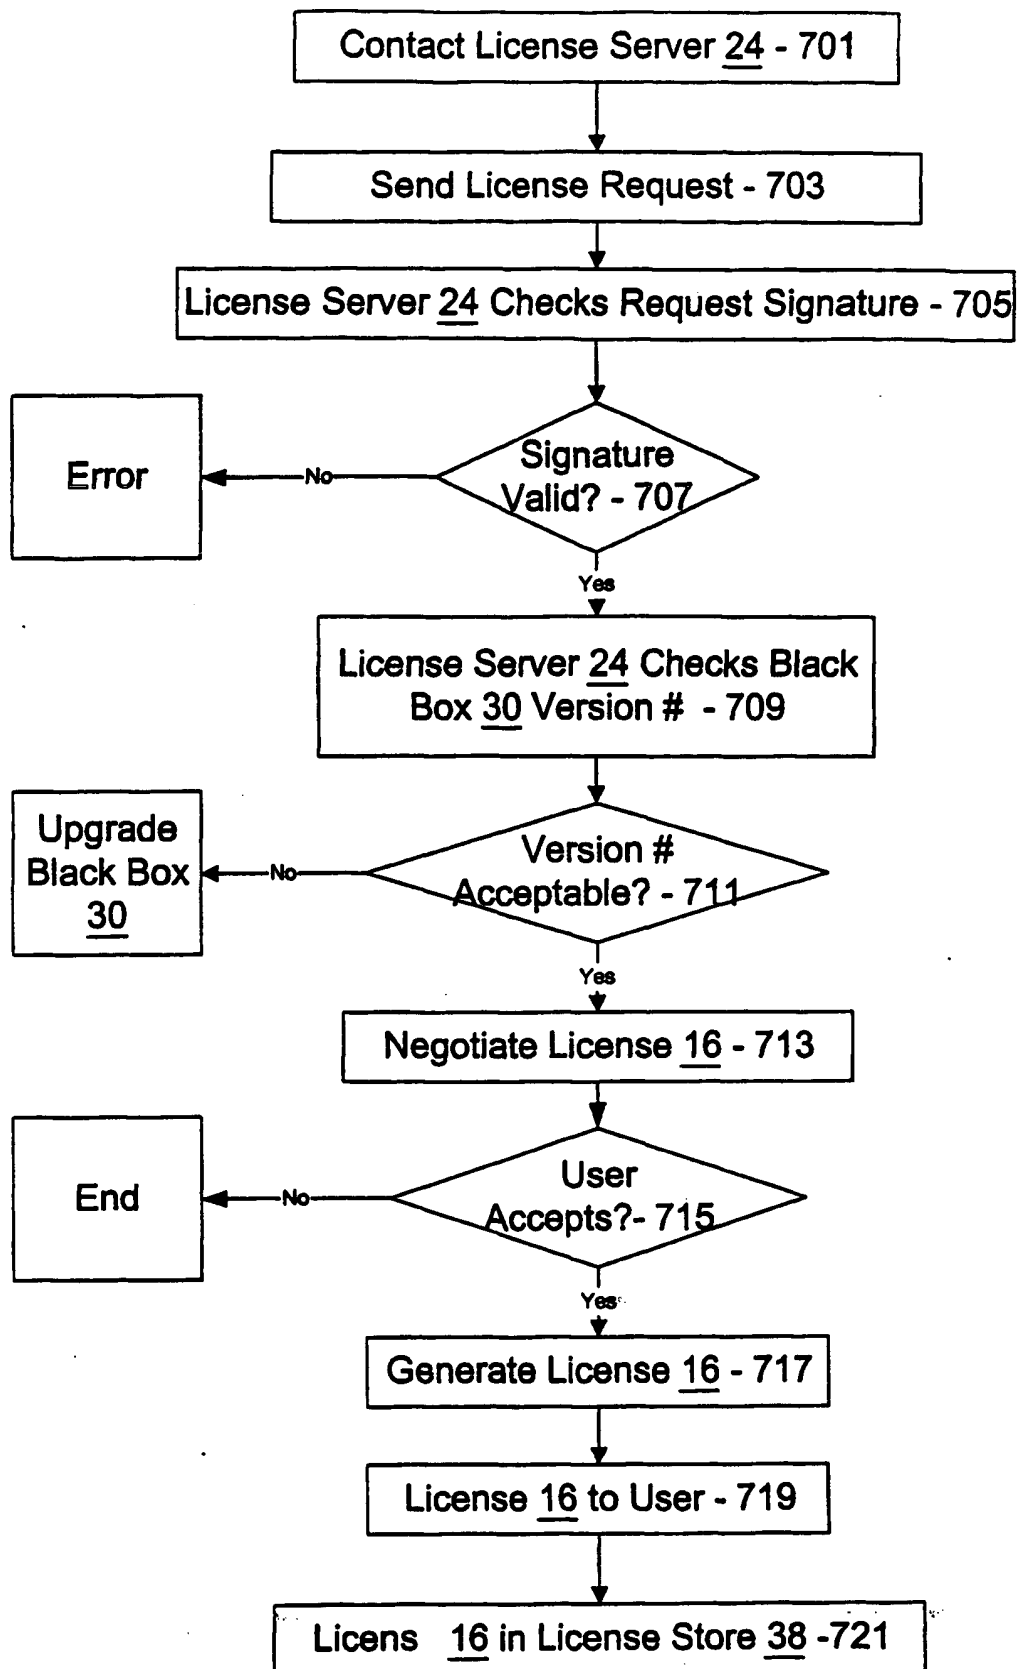 Contact License Server 24 - 701
Send License Request - 703
License Server 24 Checks Request Signature - 705
Signature
Valid? - 707
No
Error
Yes
License Server 24 Checks Black
Box 30 Version # - 709
Version #
Acceptable? - 711
No
Upgrade
Black Box
30
Yes
Negotiate License 16 - 713
User
Accepts?- 715
No
End
Yes
Generate License 16 - 717
License 16 to User - 719
Licens 16 in License Store 38 -721